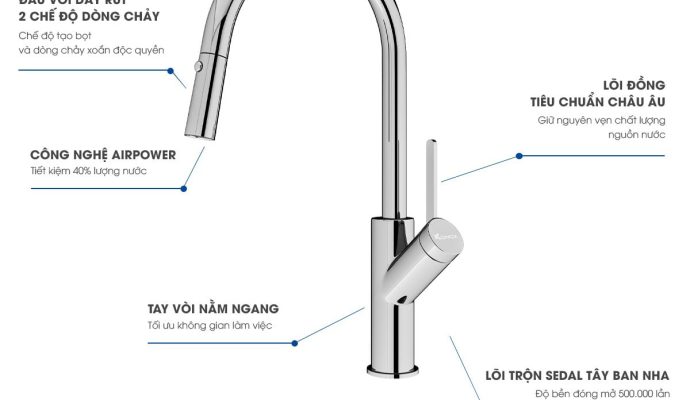 ĐẦU VÒI DÂY RÚT
2 CHẾ ĐỘ DÒNG CHẢY
Chế độ tạo bọt
và dòng chảy xoắn độc quyền
LÕI ĐỒNG
TIÊU CHUẨN CHÂU ÂU
Giữ nguyên vẹn chất lượng
nguồn nước
CÔNG NGHỆ AIRPOWER
Tiết kiệm 40% lượng nước
KONOX
TAY VÒI NẰM NGANG
Tối ưu không gian làm việc
LÕI TRỘN SEDAL TÂY BAN NHA
Độ bền đóng mở 500.000 lần